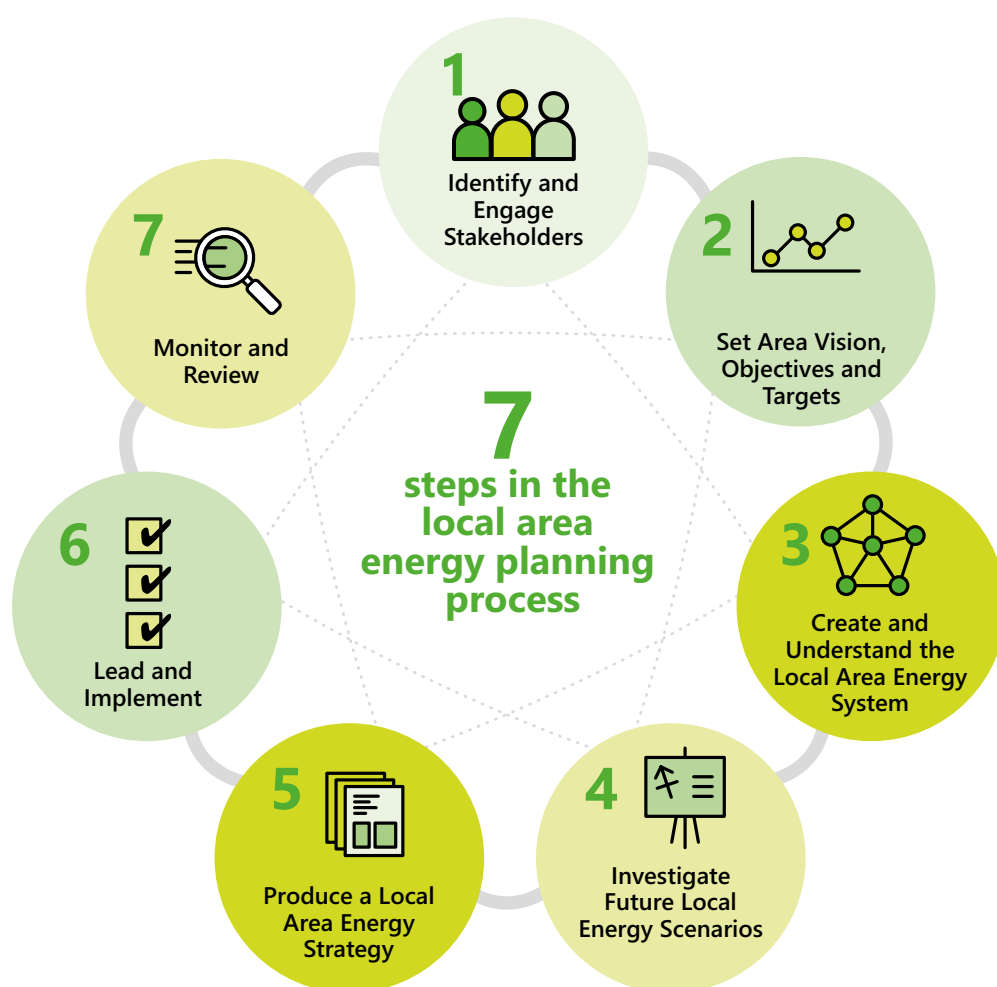 1
Identify and
Engage
Stakeholders
2
Set Area Vision,
Objectives and
Targets
3
Create and
Understand the
Local Area Energy
System
4
Investigate
Future Local
Energy Scenarios
5
Produce a Local
Area Energy
Strategy
6
Lead and
Implement
7
Monitor and
Review
7
steps in the
local area
energy planning
process